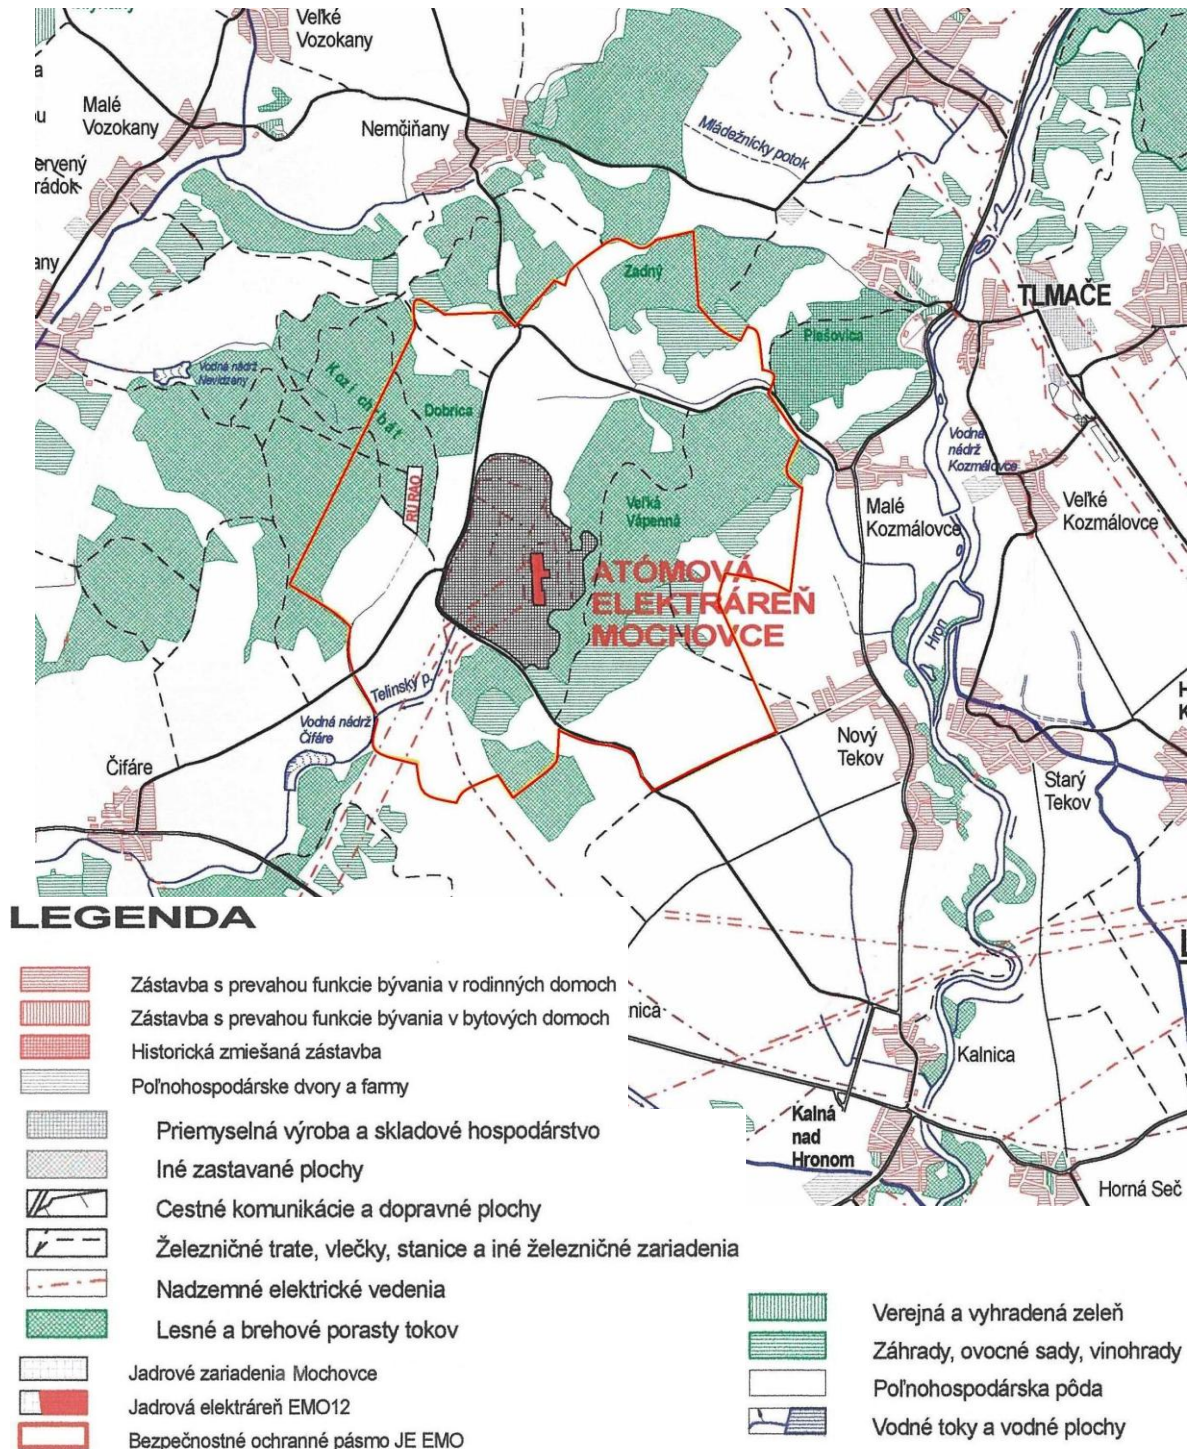 Veľké
Vozokany
Malé
Vozokany
Nemčiňany
Mládežnícky potok
ervený
rádok
any
Zadný
TLMAČE
Plešovica
Vodná nádrž
Nevidzany
Kozí chrbát
Dobrica
RÚ RAO
Vodná
nádrž
Kozmálovce
Veľká
Vápenná
Malé
Kozmálovce
Veľké
Kozmálovce
ATÓMOVÁ
ELEKTRÁREŇ
MOCHOVCE
Hron
Telinský p.
Vodná nádrž
Čifáre
Čifáre
Nový
Tekov
Starý
Tekov
H
K
L
nica
Kalnica
Kalná
nad
Hronom
Horná Seč
LEGENDA
Zástavba s prevahou funkcie bývania v rodinných domoch
Zástavba s prevahou funkcie bývania v bytových domoch
Historická zmiešaná zástavba
Poľnohospodárske dvory a farmy
Priemyselná výroba a skladové hospodárstvo
Iné zastavané plochy
Cestné komunikácie a dopravné plochy
Železničné trate, vlečky, stanice a iné železničné zariadenia
Nadzemné elektrické vedenia
Lesné a brehové porasty tokov
Jadrové zariadenia Mochovce
Jadrová elektráreň EMO12
Bezpečnostné ochranné pásmo JE EMO
Verejná a vyhradená zeleň
Záhrady, ovocné sady, vinohrady
Poľnohospodárska pôda
Vodné toky a vodné plochy